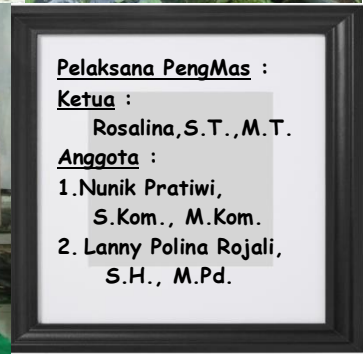 Pelaksana PengMas :
Ketua :
Rosalina,S.T.,M.T.
Anggota :
1.Nunik Pratiwi,
S.Kom., M.Kom.
2. Lanny Polina Rojali,
S.H., M.Pd.